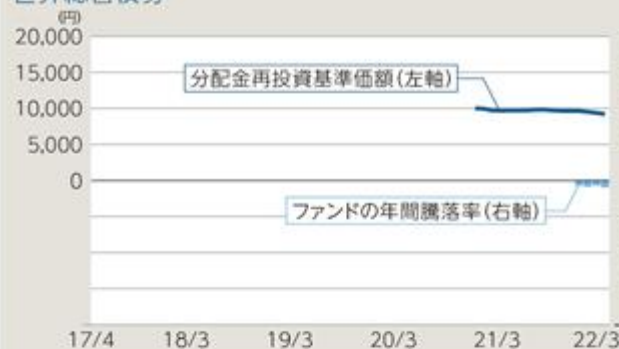 (円)
20,000
15,000
分配金再投資基準価額(左軸)
10,000
5,000
0
ファンドの年間騰落率(右軸)
17/4 18/3 19/3 20/3 21/3 22/3